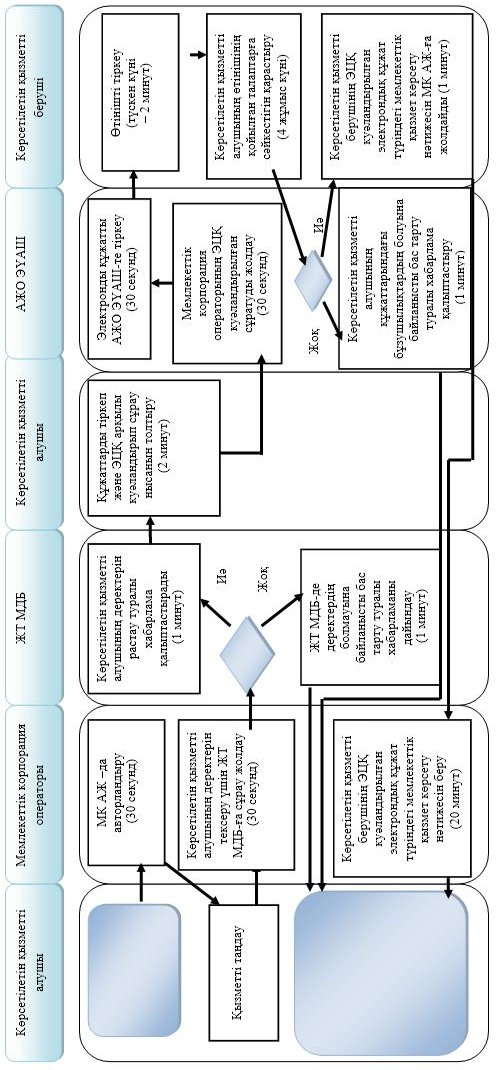 Көрсетілетін қызметті
алушы
Мемлекеттік корпорация
операторы
ЖТ МДБ
Көрсетілетін қызметті
алушы
АЖО ЭҮАШ
Көрсетілетін қызметті
беруші
МК АЖ –да
авторландыру
(30 секунд)
Қызметті таңдау
Көрсетілетін қызметті
алушының деректерін
тексеру үшін ЖТ
МДБ-ға сұрау жолдау
(30 секунд)
Көрсетілетін қызметті
берушінің ЭЦҚ
куәландырылған
электрондық құжат
түріндегі мемлекеттік
қызмет көрсету
нәтижесін беру
(20 минут)
Көрсетілетін қызметті
алушының деректерін
растау туралы
хабарлама
қалыптастырады
(1 минут)
Иә
Жоқ
ЖТ МДБ-де
деректердің
болмауына
байланысты бас
тарту туралы
хабарламаны
дайындау
(1 минут)
Құжаттарды тіркеп
және ЭЦҚ арқылы
куәландырып сұрау
нысанын толтыру
(2 минут)
Электронды құжатты
АЖО ЭҮАШ-те тіркеу
(30 секунд)
Мемлекеттік
корпорация
операторының ЭЦҚ
куәландырылған
сұратуды жолдау
(30 секунд)
Иә
Жоқ
Көрсетілетін қызметті
алушының
құжаттарындағы
бұзушылықтардың болуына
байланысты бас тарту
туралы хабарлама
қалыптастыру
(1 минут)
Өтінішті тіркеу
(түскен күні
– 2 минут)
Көрсетілетін қызметті
алушының өтінішінің
қойылған талаптарға
сәйкестігін қарастыру
(4 жұмыс күні)
Көрсетілетін қызметті
берушінің ЭЦҚ
куәландырылған
электрондық құжат
түріндегі мемлекеттік
қызмет көрсету
нәтижесін МК АЖ-ға
жолдайды (1 минут)